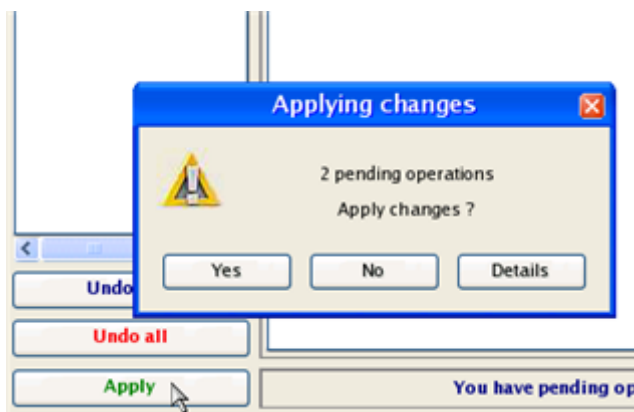 Applying changes
2 pending operations
Apply changes ?
Yes No Details
Undo
Undo all
Apply
You have pending op